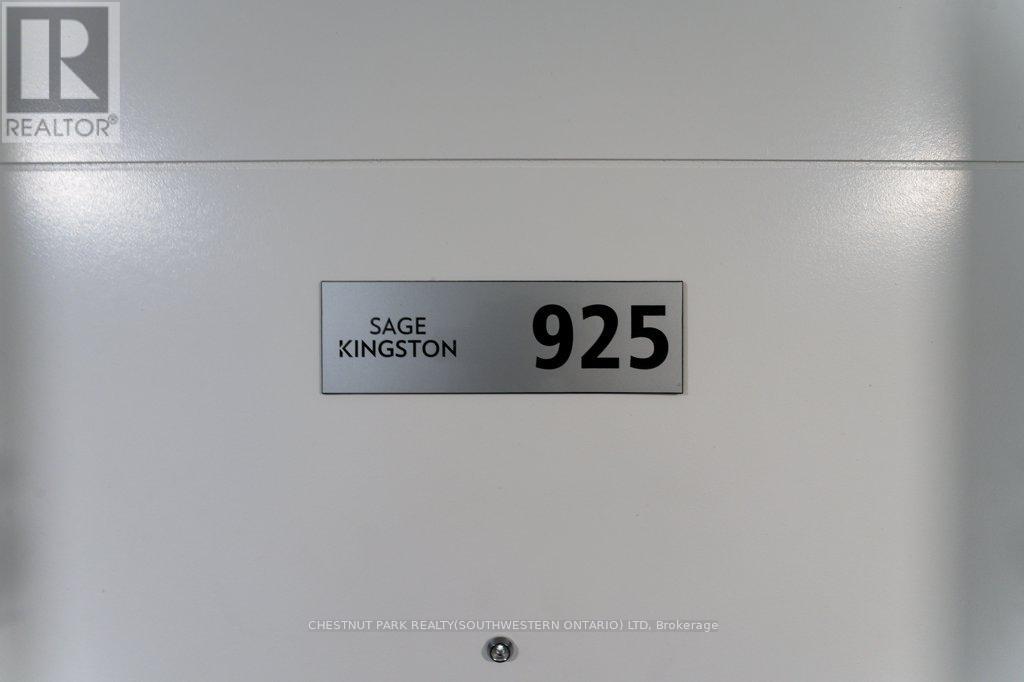 R
REALTOR®
SAGE
KINGSTON
925
CHESTNUT PARK REALTY(SOUTHWESTERN ONTARIO) LTD, Brokerage